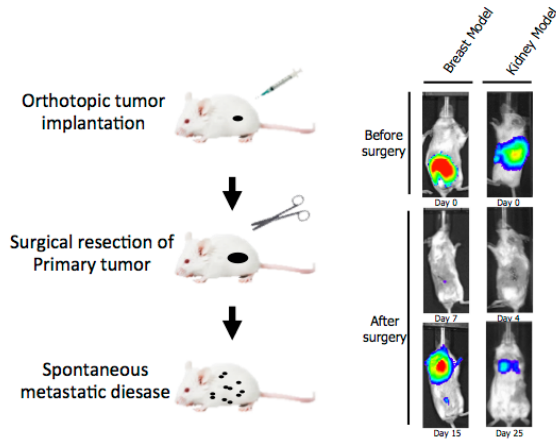 Orthotopic tumor
implantation
Surgical resection of
Primary tumor
Spontaneous
metastatic diesase
Breast Model
Kidney Model
Before
surgery
Day 0
Day 0
After
surgery
Day 7
Day 4
Day 15
Day 25